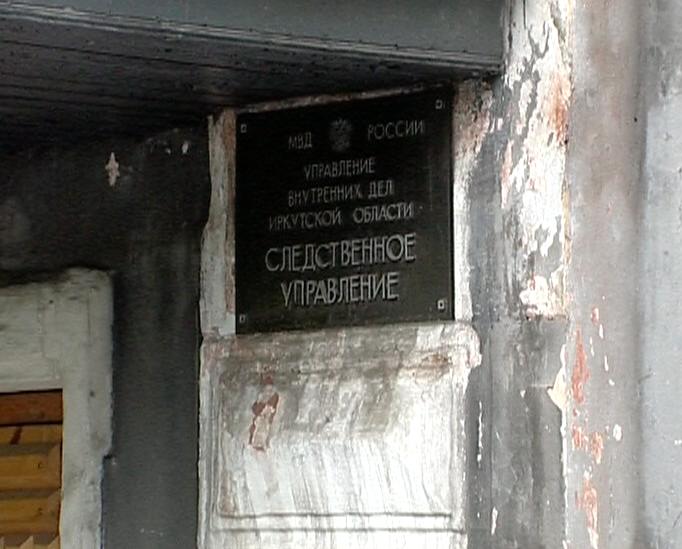 МВД РОССИИ
УПРАВЛЕНИЕ
ВНУТРЕННИХ ДЕЛ
ИРКУТСКОЙ ОБЛАСТИ
СЛЕДСТВЕННОЕ
УПРАВЛЕНИЕ